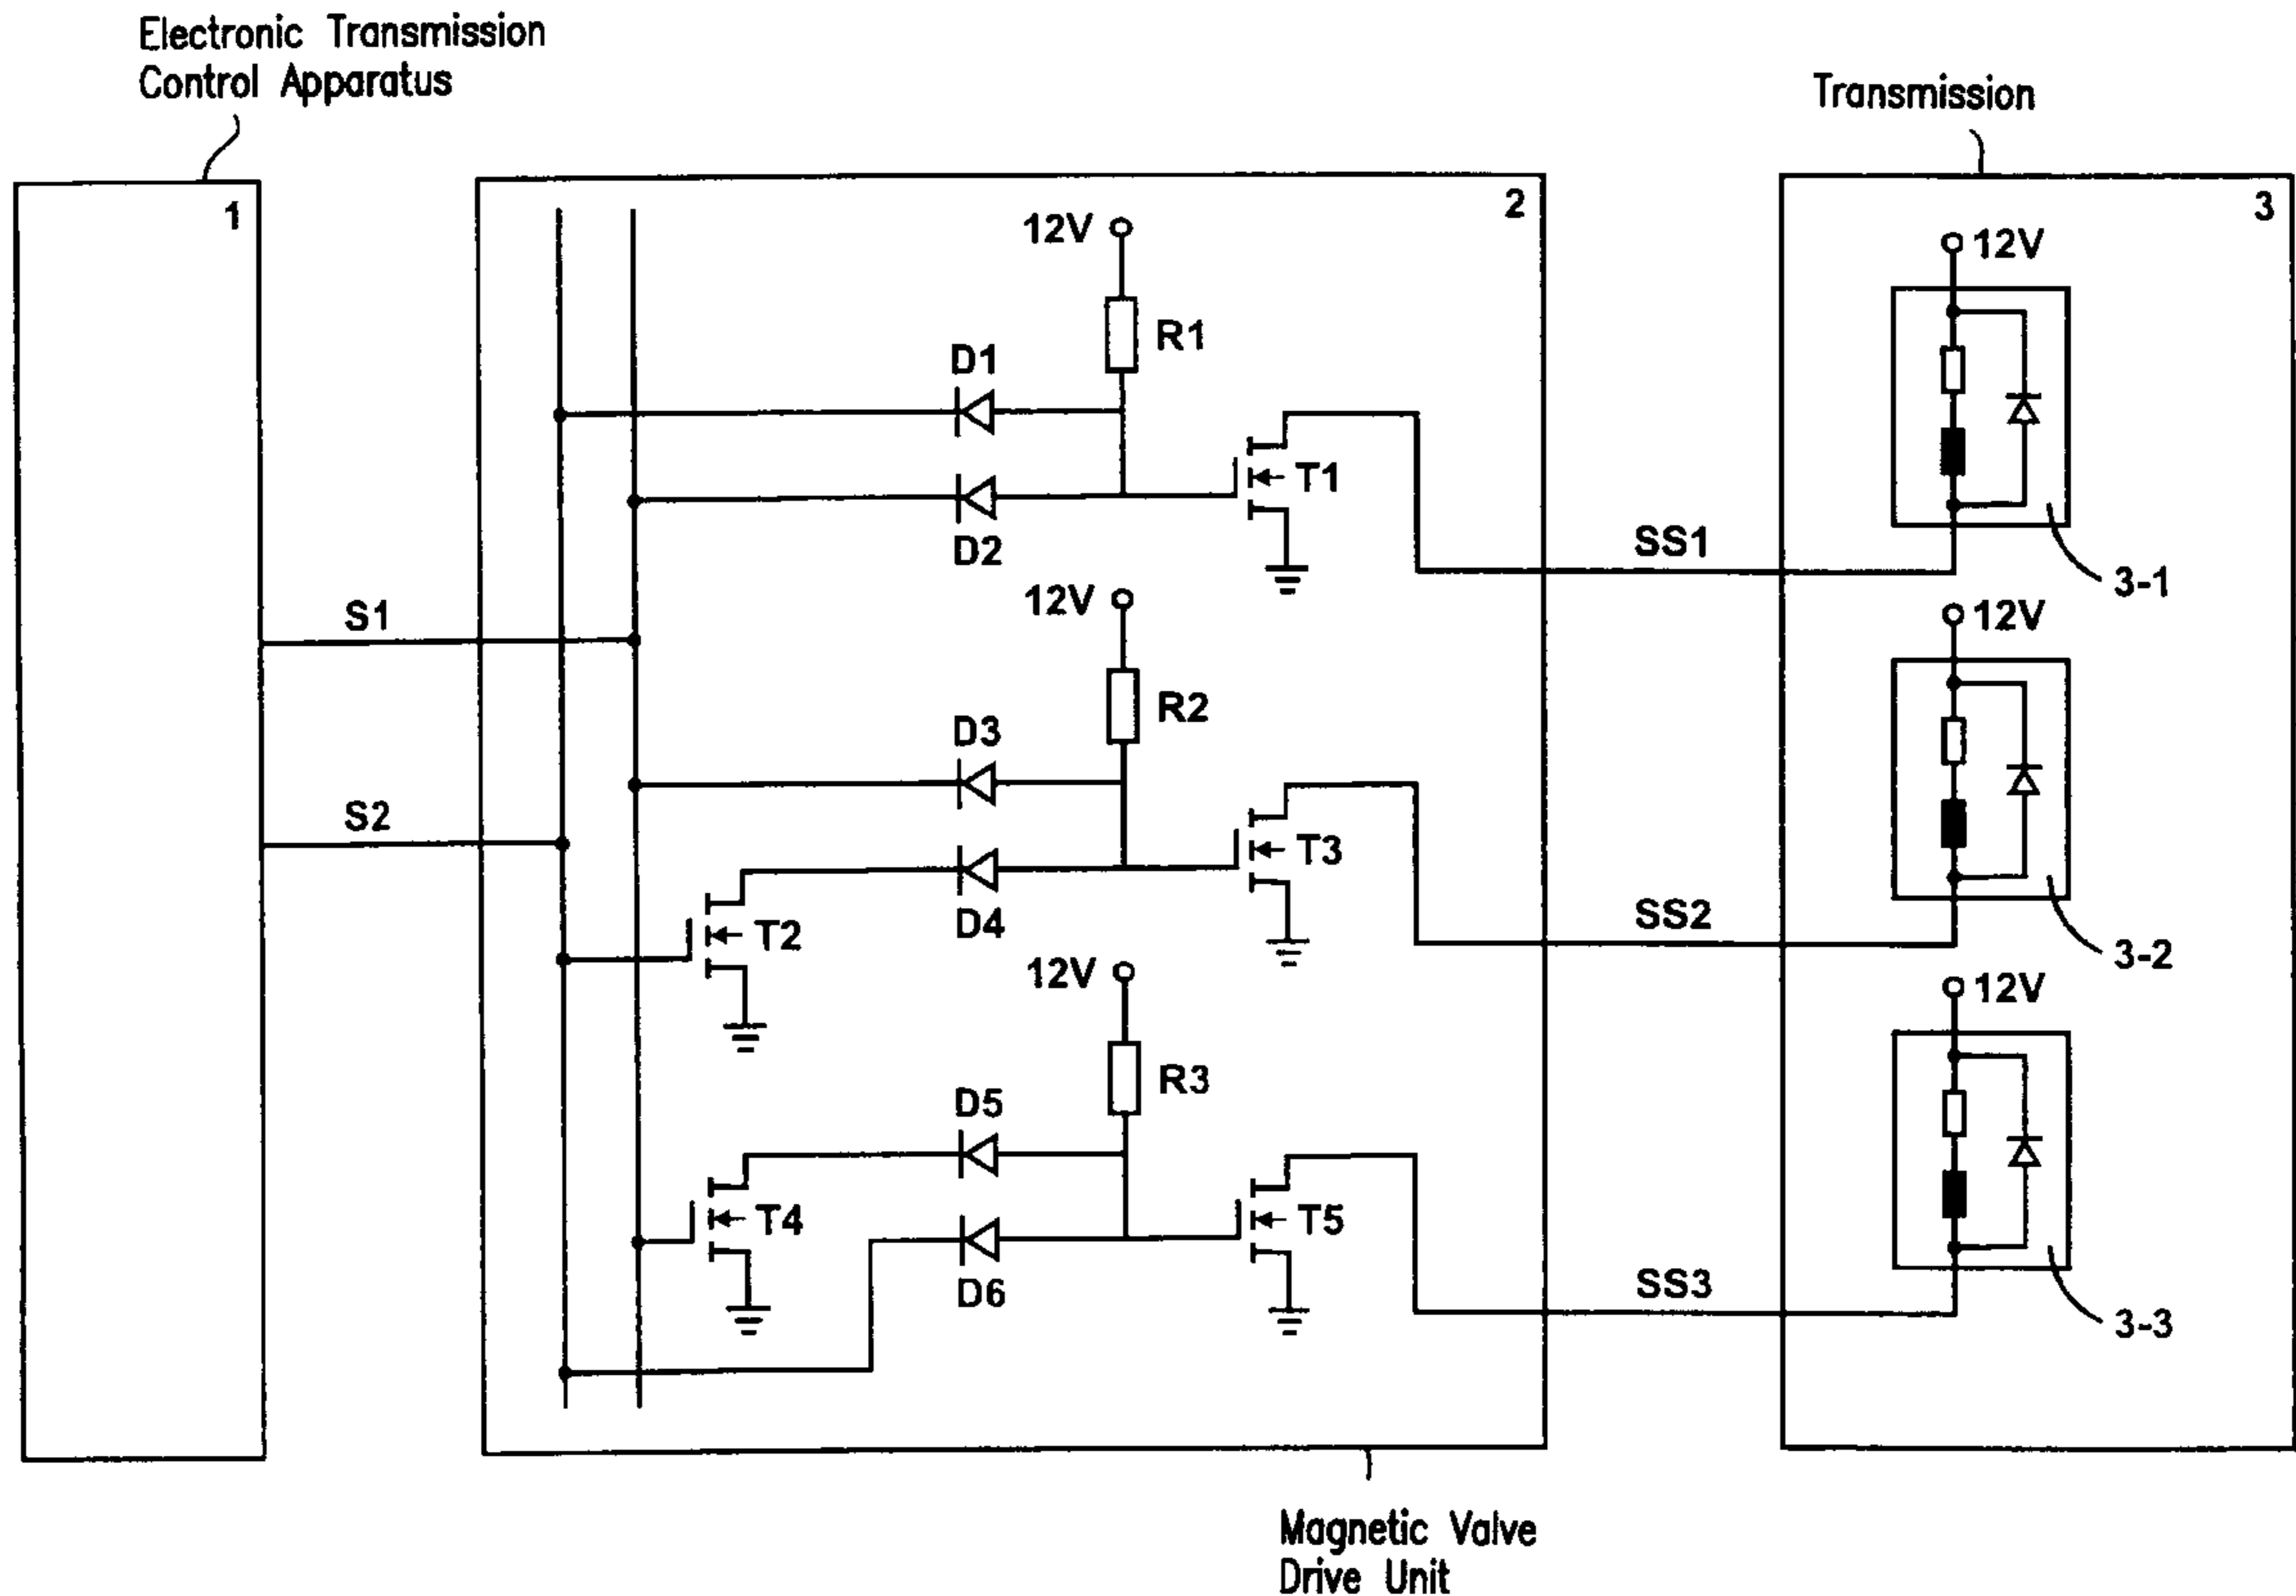 Electronic Transmission
Control Apparatus
Transmission
1
2
3
12V
12V
R1
D1
T1
D2
SS1
3-1
S1
12V
12V
R2
D3
S2
T3
D4
T2
SS2
3-2
12V
12V
R3
D5
T4
T5
D6
SS3
3-3
Magnetic Valve
Drive Unit